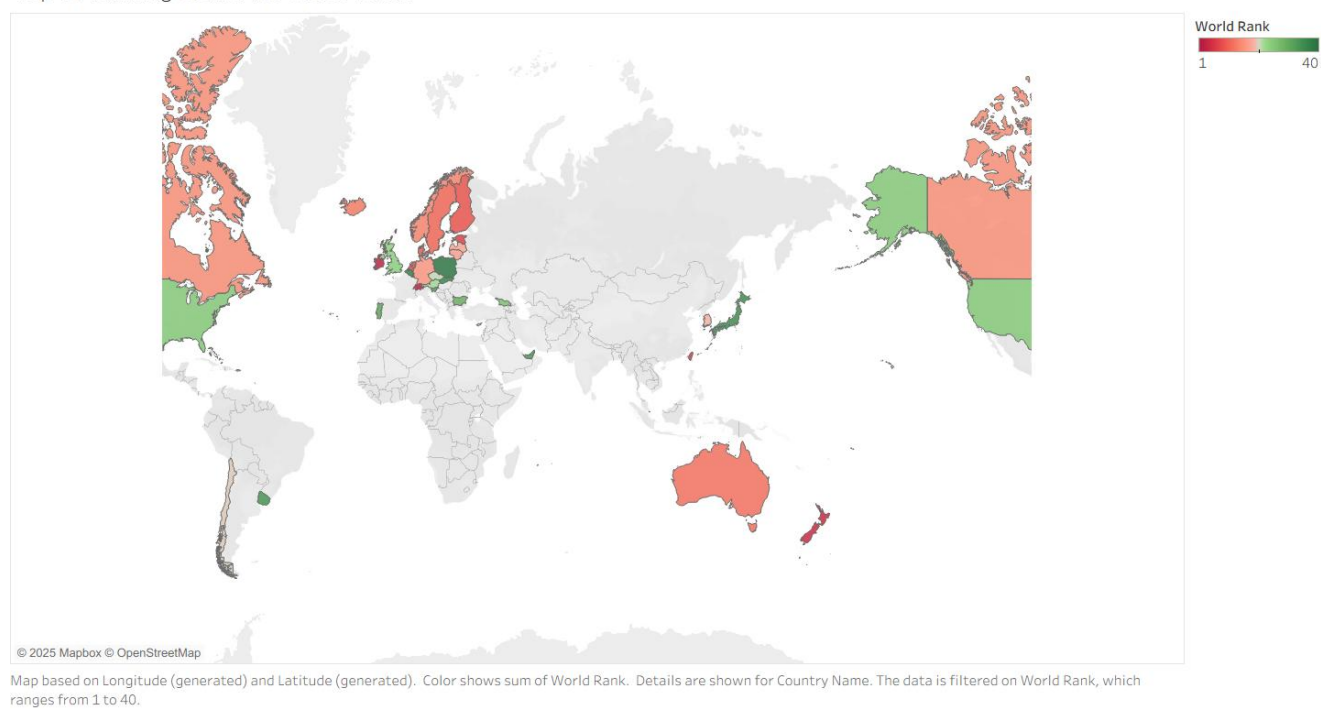 World Rank
1 40
© 2025 Mapbox © OpenStreetMap
Map based on Longitude (generated) and Latitude (generated). Color shows sum of World Rank. Details are shown for Country Name. The data is filtered on World Rank, which
ranges from 1 to 40.